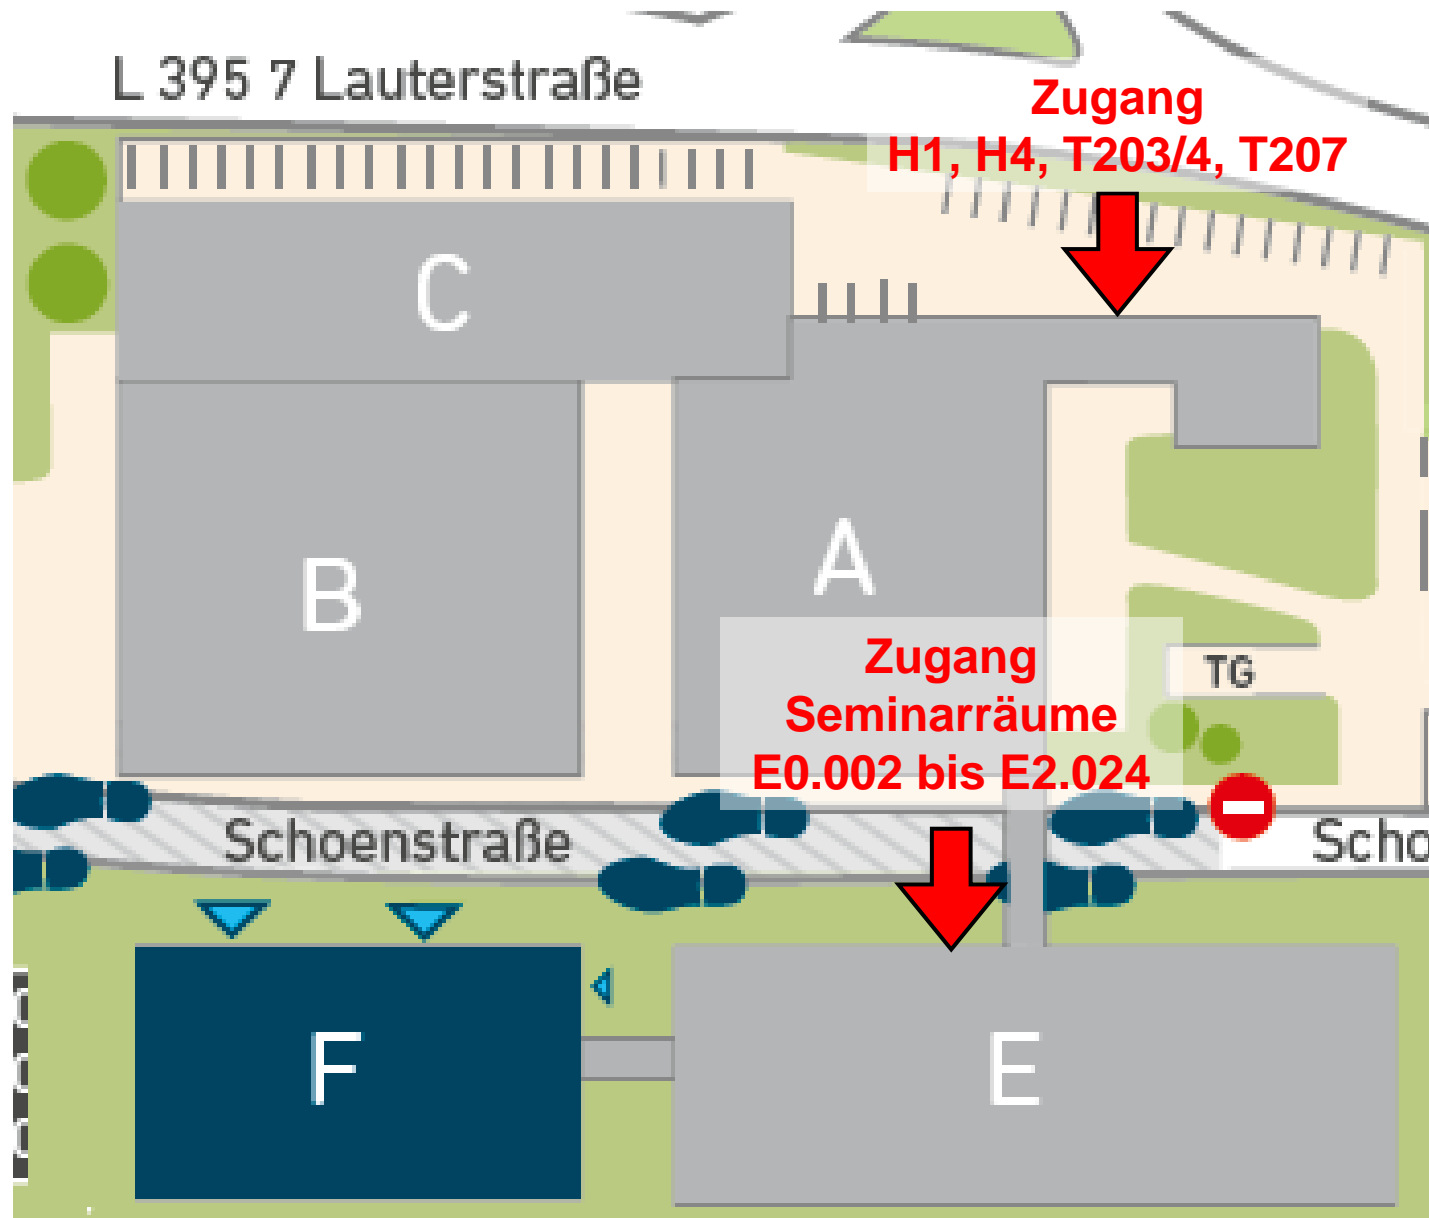 L 395 7 Lauterstraße
Zugang
H1, H4, T203/4, T207
C
B
A
Zugang
Seminarräume
E0.002 bis E2.024
TG
Schoenstraße
Scho
F
E